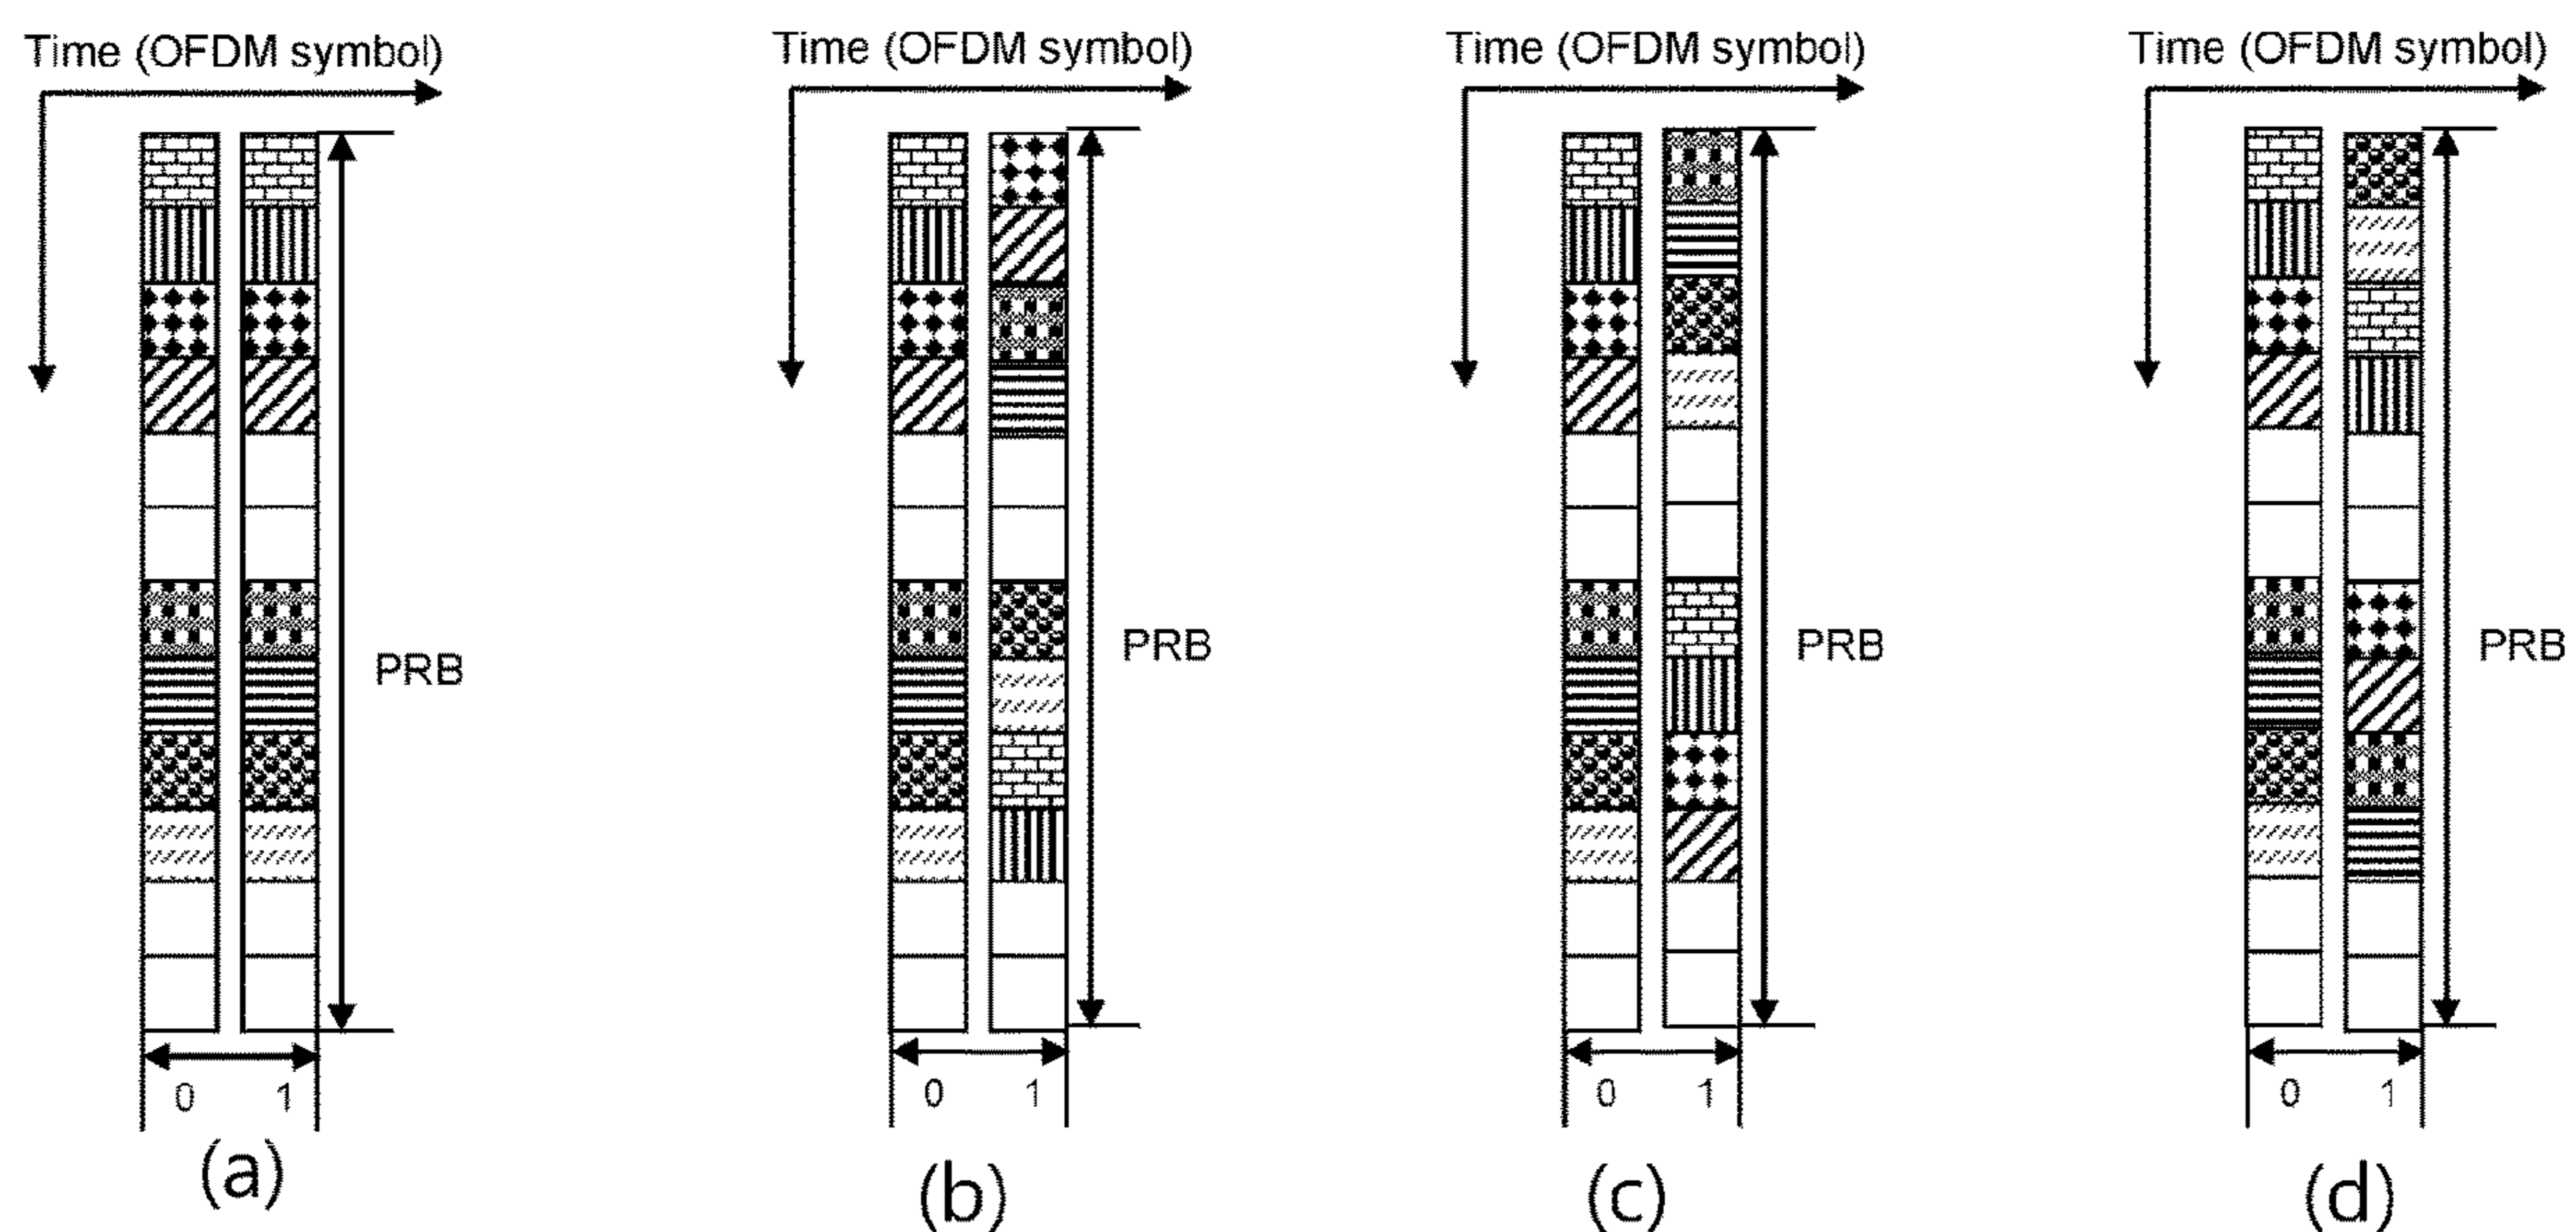 Time (OFDM symbol)
PRB
0 1
(a)
Time (OFDM symbol)
PRB
0 1
(b)
Time (OFDM symbol)
PRB
0 1
(c)
Time (OFDM symbol)
PRB
0 1
(d)